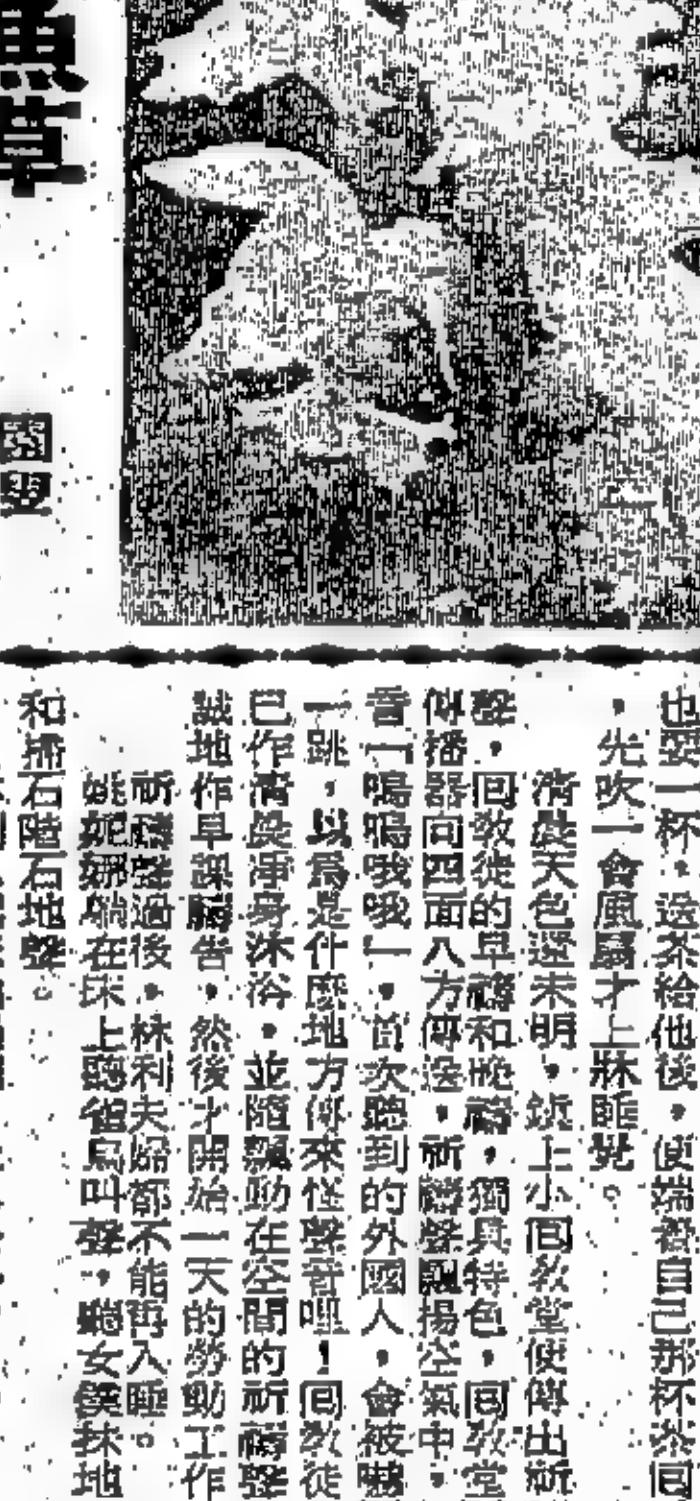 也要一杯。送茶給他後，便端着自己那杯茶回
，先吹一會風扇才上牀睡覺。
清晨天色還未明，鎮上小回教堂便傳出祈
聲，回教徒的早禱和晚禱，獨具特色，回教堂
傳播器向四面八方傳送，祈禱聲飄揚空氣中，
音「嗚嗚哦哦」，首次聽到的外國人，會被嚇
一跳，以爲是什麼地方傳來怪聲音哩！回教徒
已作清晨淨身沐浴，並隨飄動在空間的祈禱聲
誠地作早課禱告，然後才開始一天的勞動工作
祈禱聲過後，林利夫婦都不能再入睡。
姚妮娜躺在床上聽雀鳥叫聲，聽女僕抹地
和掃石階石地聲。
魚草